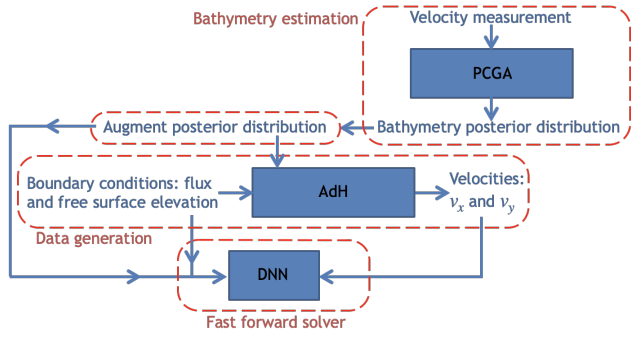 Velocity measurement
Bathymetry estimation
PCGA
Augment posterior distribution
Bathymetry posterior distribution
Boundary conditions: flux
and free surface elevation
AdH
Velocities:
vₓ and vᵧ
Data generation
DNN
Fast forward solver